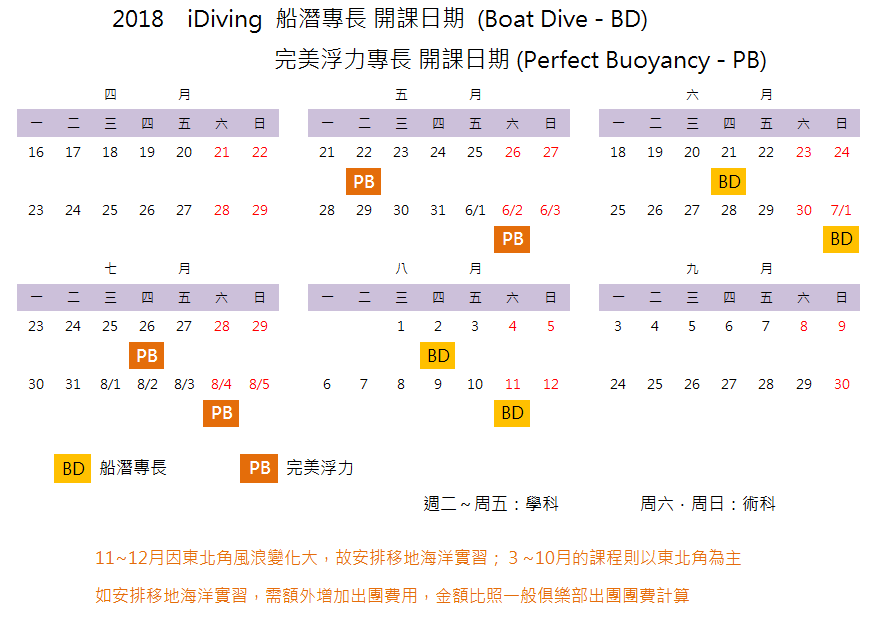 2018 iDiving 船潛專長 開課日期 (Boat Dive - BD)
完美浮力專長 開課日期 (Perfect Buoyancy - PB)
四 月 五 月 六 月
一 二 三 四 五 六 日 一 二 三 四 五 六 日 一 二 三 四 五 六 日
16 17 18 19 20 21 22 21 22 23 24 25 26 27 18 19 20 21 22 23 24
PB BD
23 24 25 26 27 28 29 28 29 30 31 6/1 6/2 6/3 25 26 27 28 29 30 7/1
PB BD
七 月 八 月 九 月
一 二 三 四 五 六 日 一 二 三 四 五 六 日 一 二 三 四 五 六 日
23 24 25 26 27 28 29 1 2 3 4 5 3 4 5 6 7 8 9
PB BD
30 31 8/1 8/2 8/3 8/4 8/5 6 7 8 9 10 11 12 24 25 26 27 28 29 30
PB BD
BD 船潛專長 PB 完美浮力
週二～周五：學科 周六．周日：術科
11~12月因東北角風浪變化大，故安排移地海洋實習；３~10月的課程則以東北角為主
如安排移地海洋實習，需額外增加出團費用，金額比照一般俱樂部出團團費計算